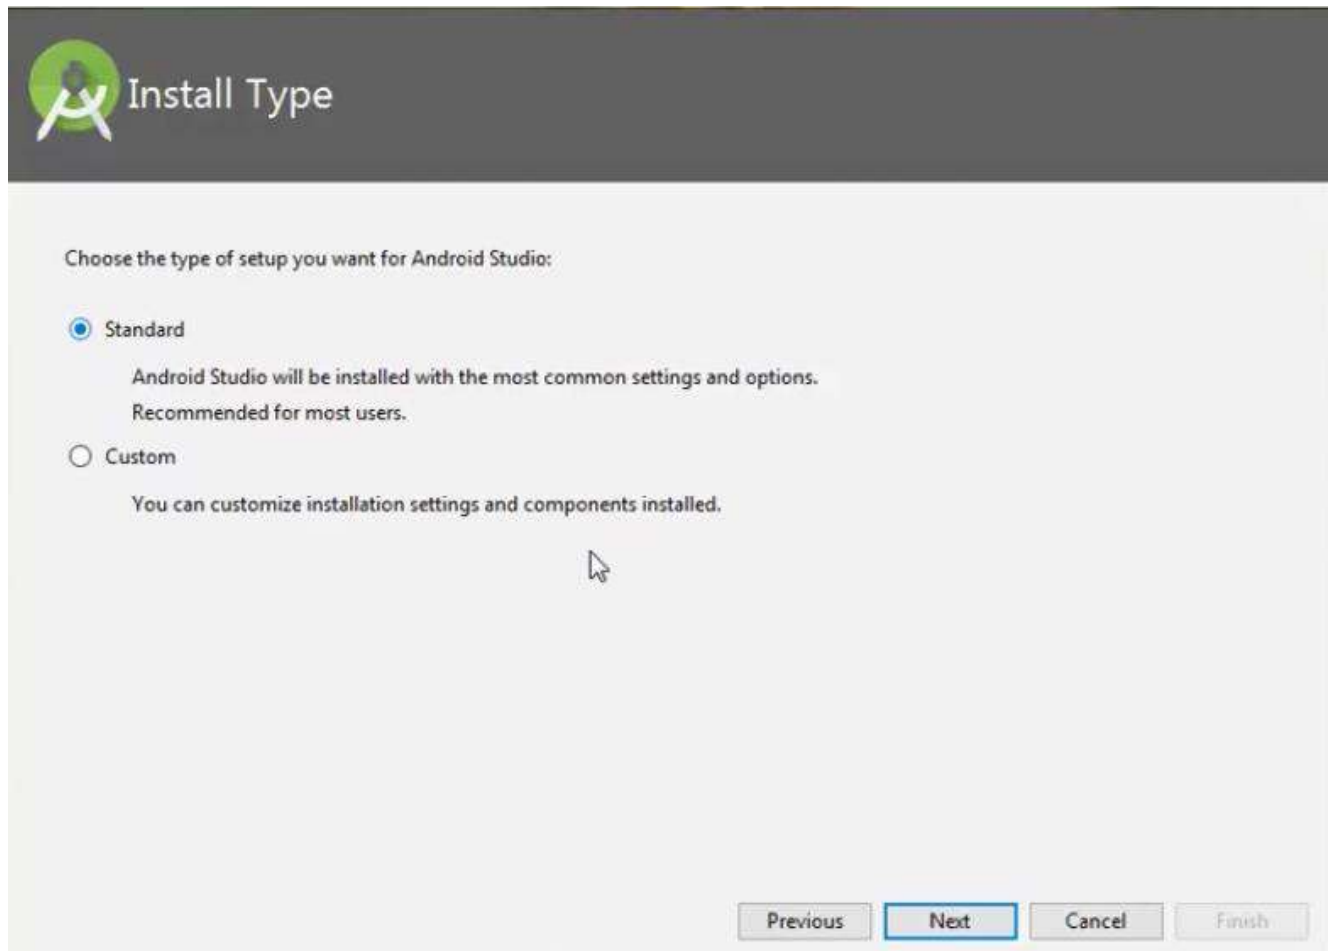 Install Type
Choose the type of setup you want for Android Studio:
Standard
Android Studio will be installed with the most common settings and options.
Recommended for most users.
Custom
You can customize installation settings and components installed.
Previous Next Cancel Finish